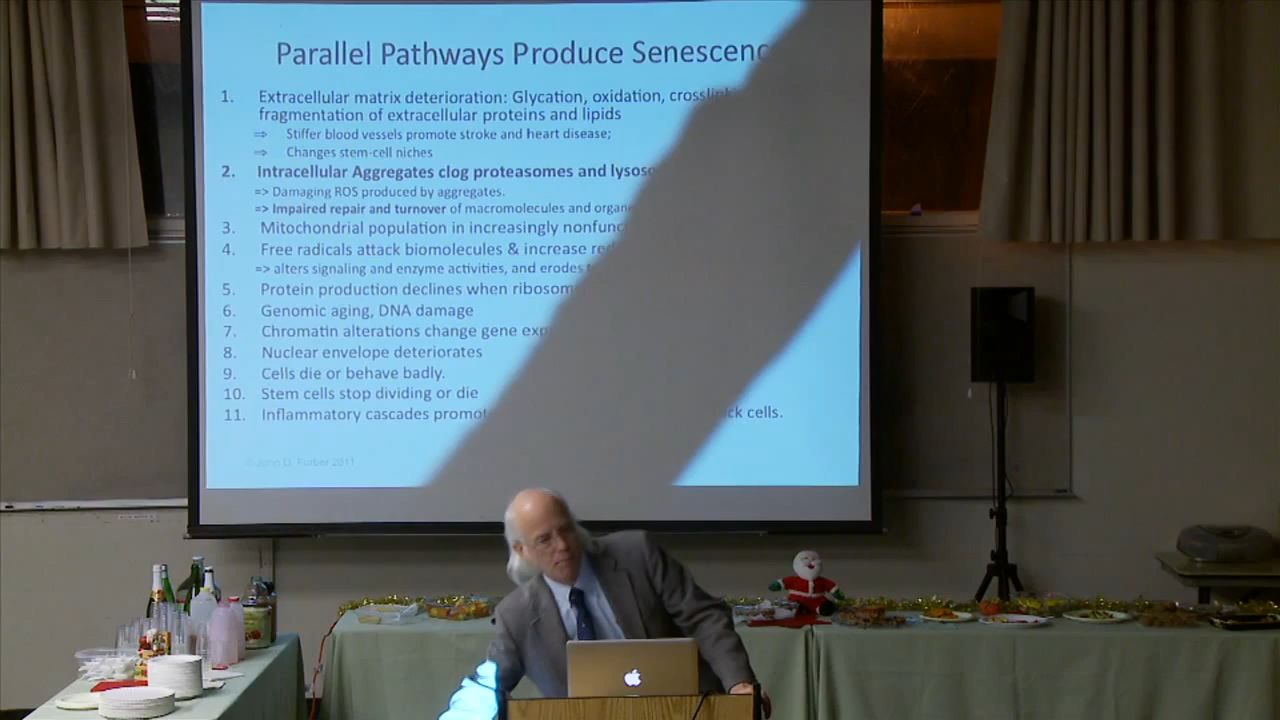 Parallel Pathways Produce Senescenc
1. Extracellular matrix deterioration: Glycation, oxidation, crosslin
fragmentation of extracellular proteins and lipids
⇒ Stiffer blood vessels promote stroke and heart disease;
⇒ Changes stem-cell niches
2. Intracellular Aggregates clog proteasomes and lysoso
=> Damaging ROS produced by aggregates.
=> Impaired repair and turnover of macromolecules and organe
3. Mitochondrial population in increasingly nonfunc
4. Free radicals attack biomolecules & increase red
=> alters signaling and enzyme activities, and erodes
5. Protein production declines when ribosom
6. Genomic aging, DNA damage
7. Chromatin alterations change gene exp
8. Nuclear envelope deteriorates
9. Cells die or behave badly.
10. Stem cells stop dividing or die
11. Inflammatory cascades promot ck cells.
© John D. Furber 2011